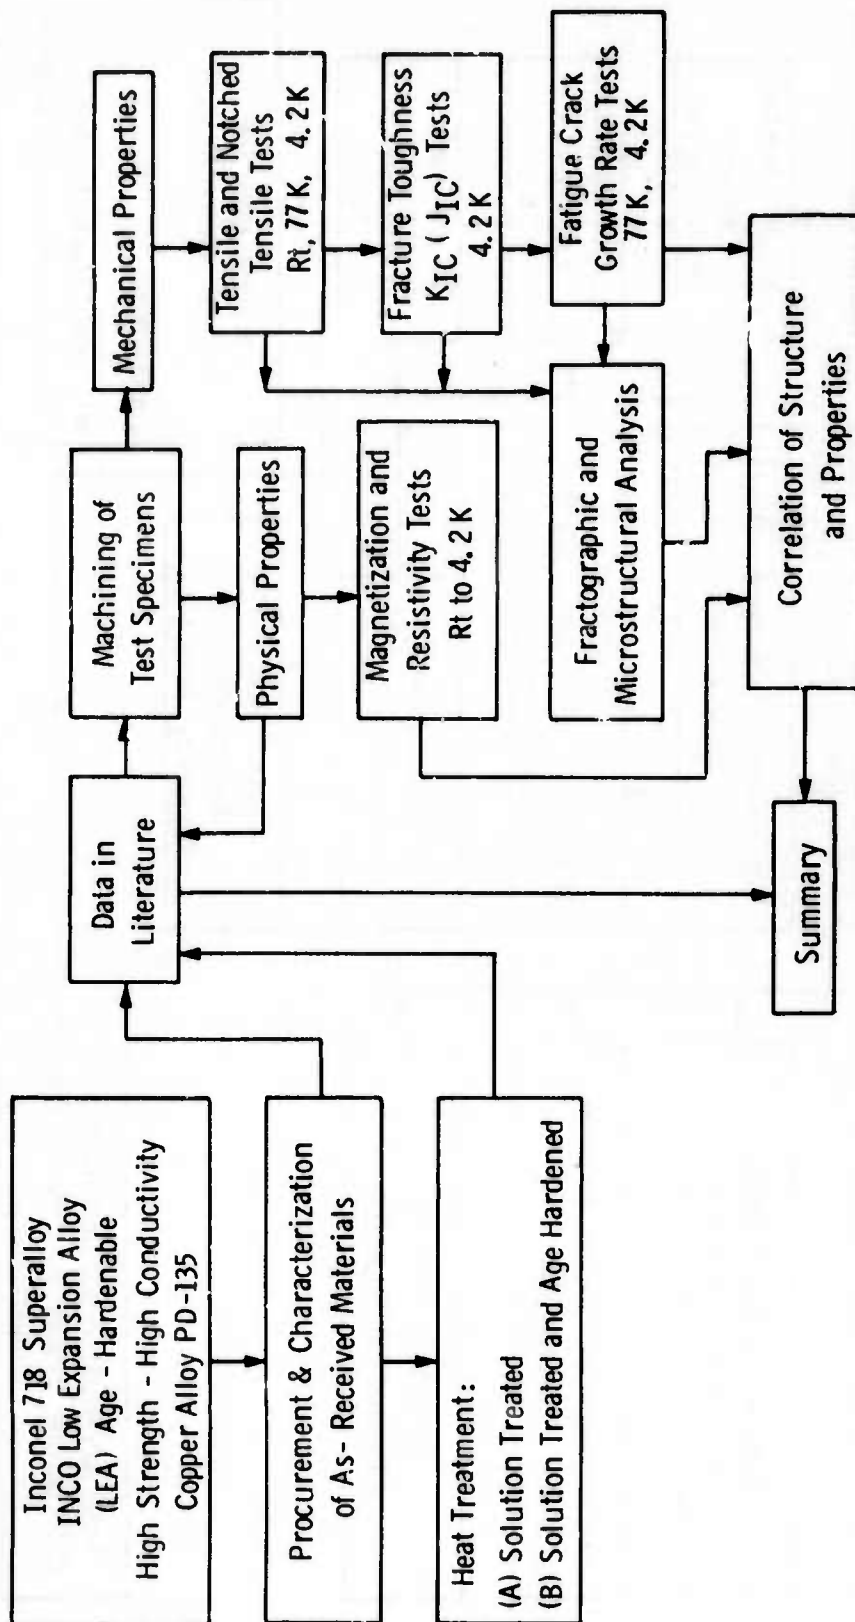 Inconel 718 Superalloy
INCO Low Expansion Alloy
(LEA) Age - Hardenable
High Strength - High Conductivity
Copper Alloy PD-135
Procurement & Characterization
of As- Received Materials
Heat Treatment:
(A) Solution Treated
(B) Solution Treated and Age Hardened
Data in
Literature
Machining of
Test Specimens
Mechanical Properties
Physical Properties
Tensile and Notched
Tensile Tests
Rt, 77 K, 4.2 K
Magnetization and
Resistivity Tests
Rt to 4.2 K
Fracture Toughness
KIC ( JIC) Tests
4.2 K
Fractographic and
Microstructural Analysis
Fatigue Crack
Growth Rate Tests
77 K, 4.2 K
Summary
Correlation of Structure
and Properties